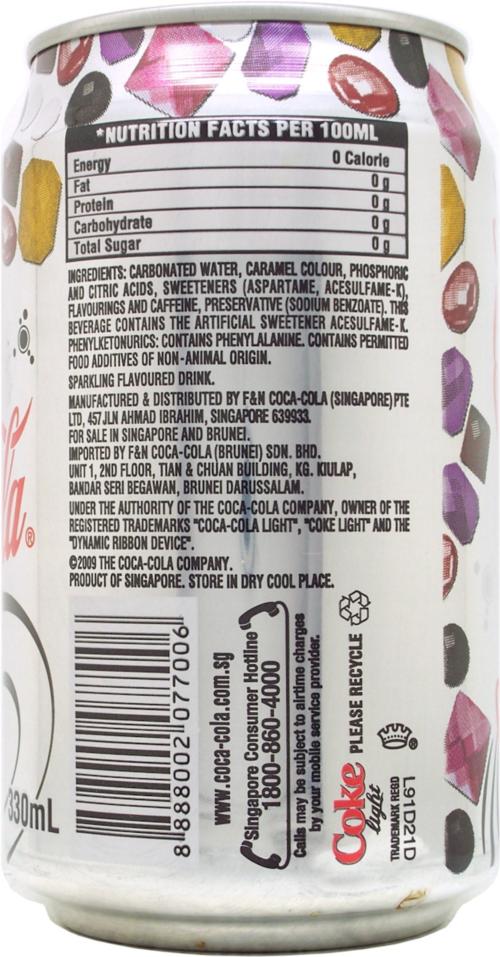 *NUTRITION FACTS PER 100ML
Energy 0 Calorie
Fat 0 g
Protein 0 g
Carbohydrate 0 g
Total Sugar 0 g
INGREDIENTS: CARBONATED WATER, CARAMEL COLOUR, PHOSPHORIC
AND CITRIC ACIDS, SWEETENERS (ASPARTAME, ACESULFAME-K),
FLAVOURINGS AND CAFFEINE, PRESERVATIVE (SODIUM BENZOATE). THIS
BEVERAGE CONTAINS THE ARTIFICIAL SWEETENER ACESULFAME-K.
PHENYLKETONURICS: CONTAINS PHENYLALANINE. CONTAINS PERMITTED
FOOD ADDITIVES OF NON-ANIMAL ORIGIN.
SPARKLING FLAVOURED DRINK.
MANUFACTURED & DISTRIBUTED BY F&N COCA-COLA (SINGAPORE) PTE
LTD, 457 JLN AHMAD IBRAHIM, SINGAPORE 639933.
FOR SALE IN SINGAPORE AND BRUNEI.
IMPORTED BY F&N COCA-COLA (BRUNEI) SDN. BHD.
UNIT 1, 2ND FLOOR, TIAN & CHUAN BUILDING, KG. KIULAP,
BANDAR SERI BEGAWAN, BRUNEI DARUSSALAM.
UNDER THE AUTHORITY OF THE COCA-COLA COMPANY, OWNER OF THE
REGISTERED TRADEMARKS "COCA-COLA LIGHT", "COKE LIGHT" AND THE
"DYNAMIC RIBBON DEVICE".
©2009 THE COCA-COLA COMPANY.
PRODUCT OF SINGAPORE. STORE IN DRY COOL PLACE.
8 888002 077006
www.coca-cola.com.sg
Singapore Consumer Hotline
1800-860-4000
Calls may be subject to airtime charges
by your mobile service provider.
Coke light
PLEASE RECYCLE
TRADEMARK REGD
L91D21D
330mL